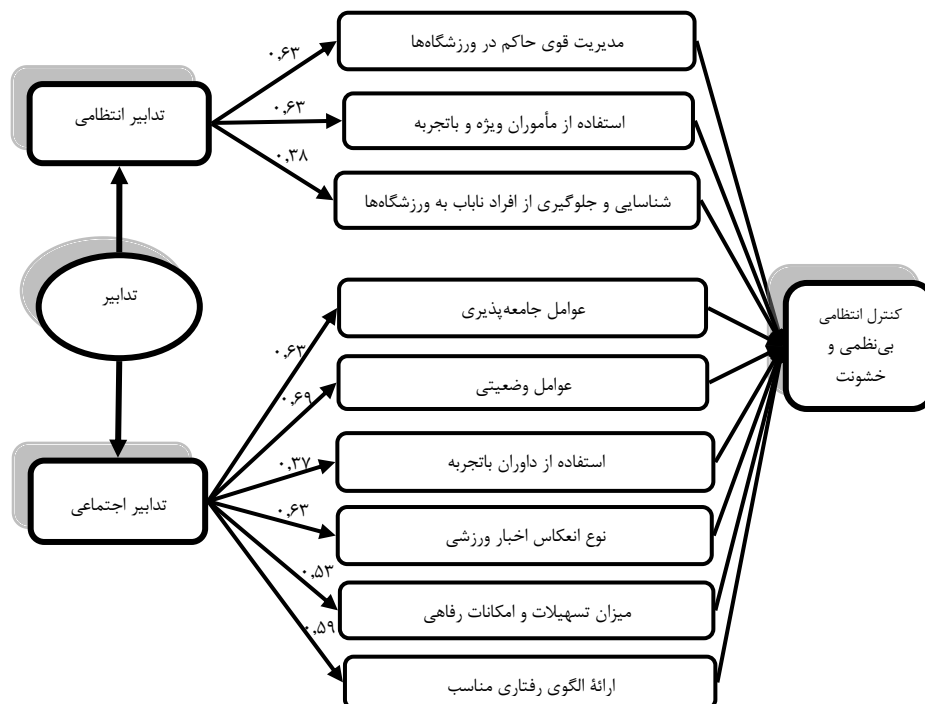 مدیریت قوی حاکم در ورزشگاه‌ها
۰,۶۳
تدابیر انتظامی
۰,۶۳
استفاده از مأموران ویژه و باتجربه
۰,۳۸
شناسایی و جلوگیری از افراد ناباب به ورزشگاه‌ها
تدابیر
عوامل جامعه‌پذیری
کنترل انتظامی
بی‌نظمی و
خشونت
۰,۶۳
عوامل وضعیتی
۰,۶۹
استفاده از داوران باتجربه
۰,۳۷
تدابیر اجتماعی
نوع انعکاس اخبار ورزشی
۰,۶۳
۰,۵۳
میزان تسهیلات و امکانات رفاهی
۰,۵۹
ارائهٔ الگوی رفتاری مناسب